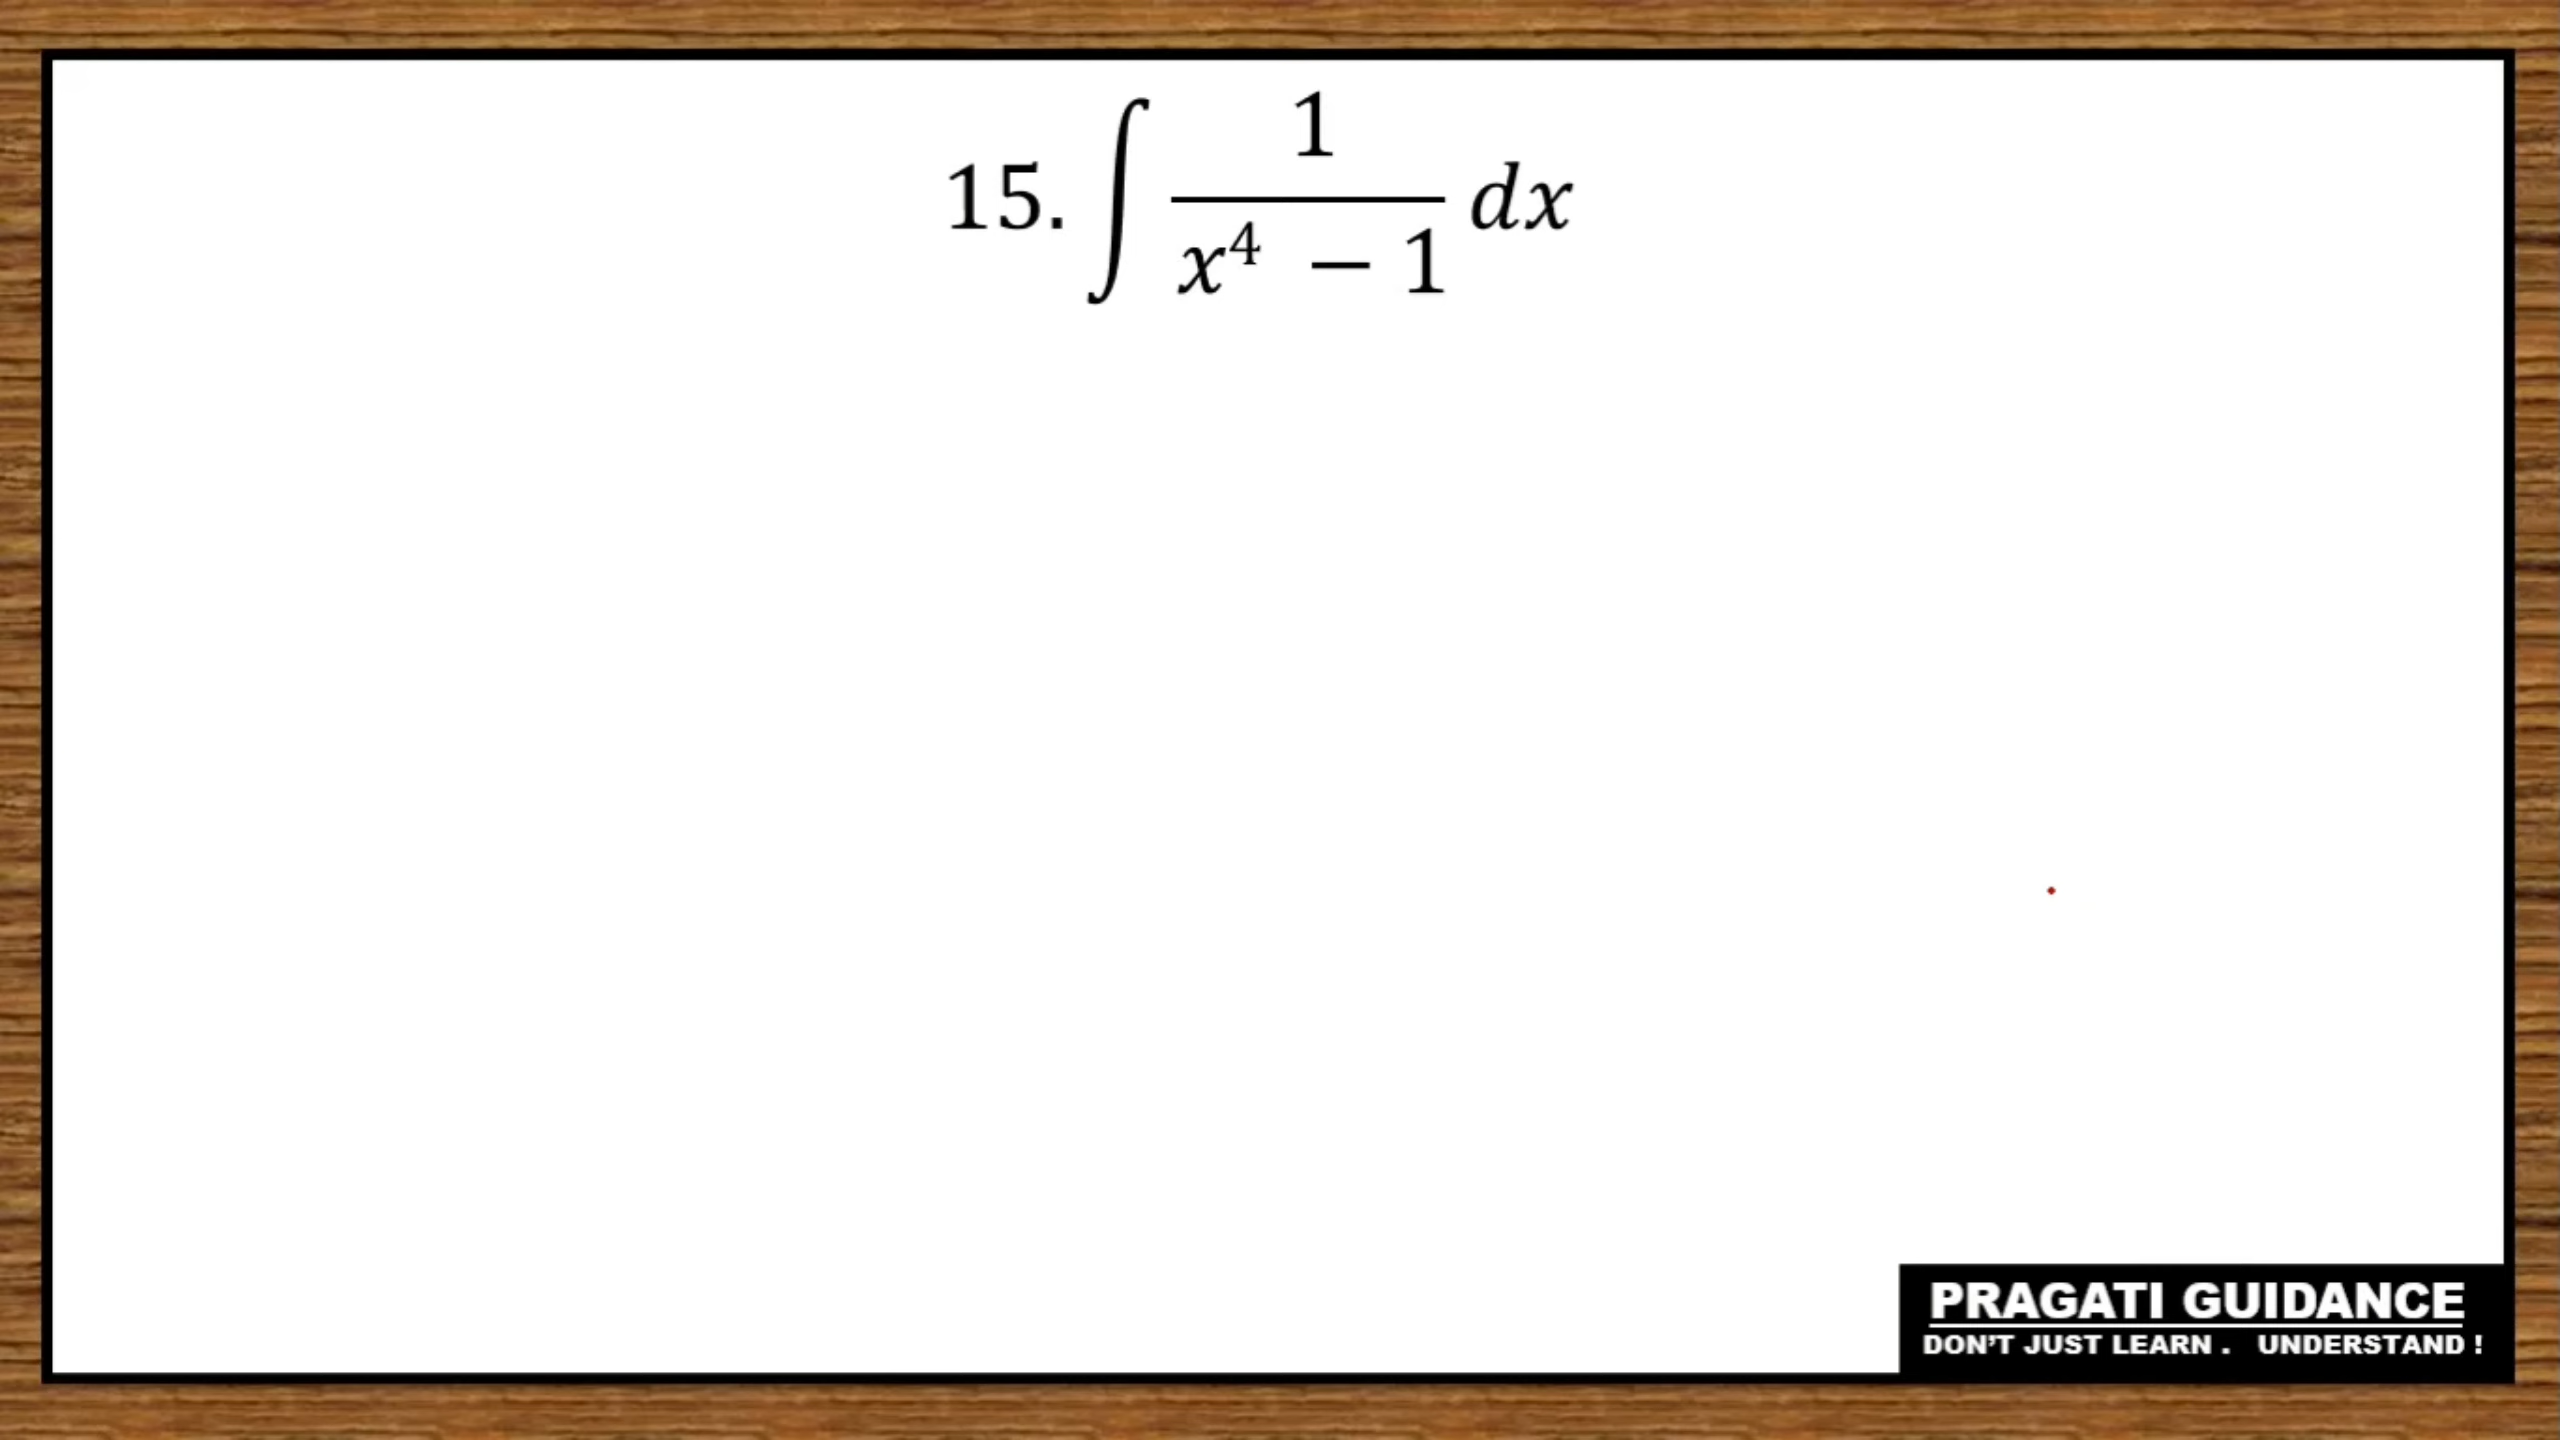 15. ∫ 1/(x⁴ − 1) dx
PRAGATI GUIDANCE
DON'T JUST LEARN . UNDERSTAND !